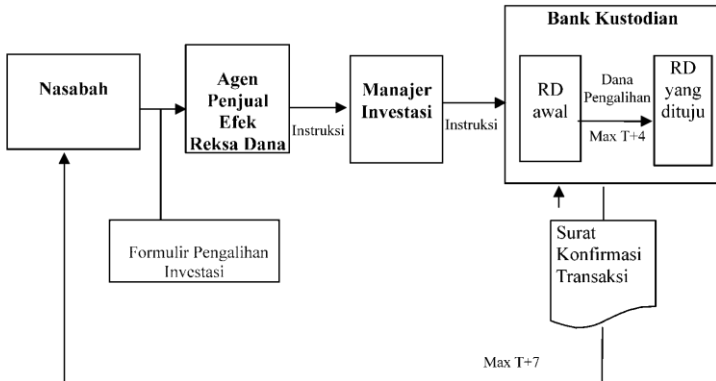 Bank Kustodian
Nasabah
Agen
Penjual
Efek
Reksa Dana
Instruksi
Manajer
Investasi
Instruksi
RD
awal
Dana
Pengalihan
Max T+4
RD
yang
dituju
Formulir Pengalihan
Investasi
Surat
Konfirmasi
Transaksi
Max T+7